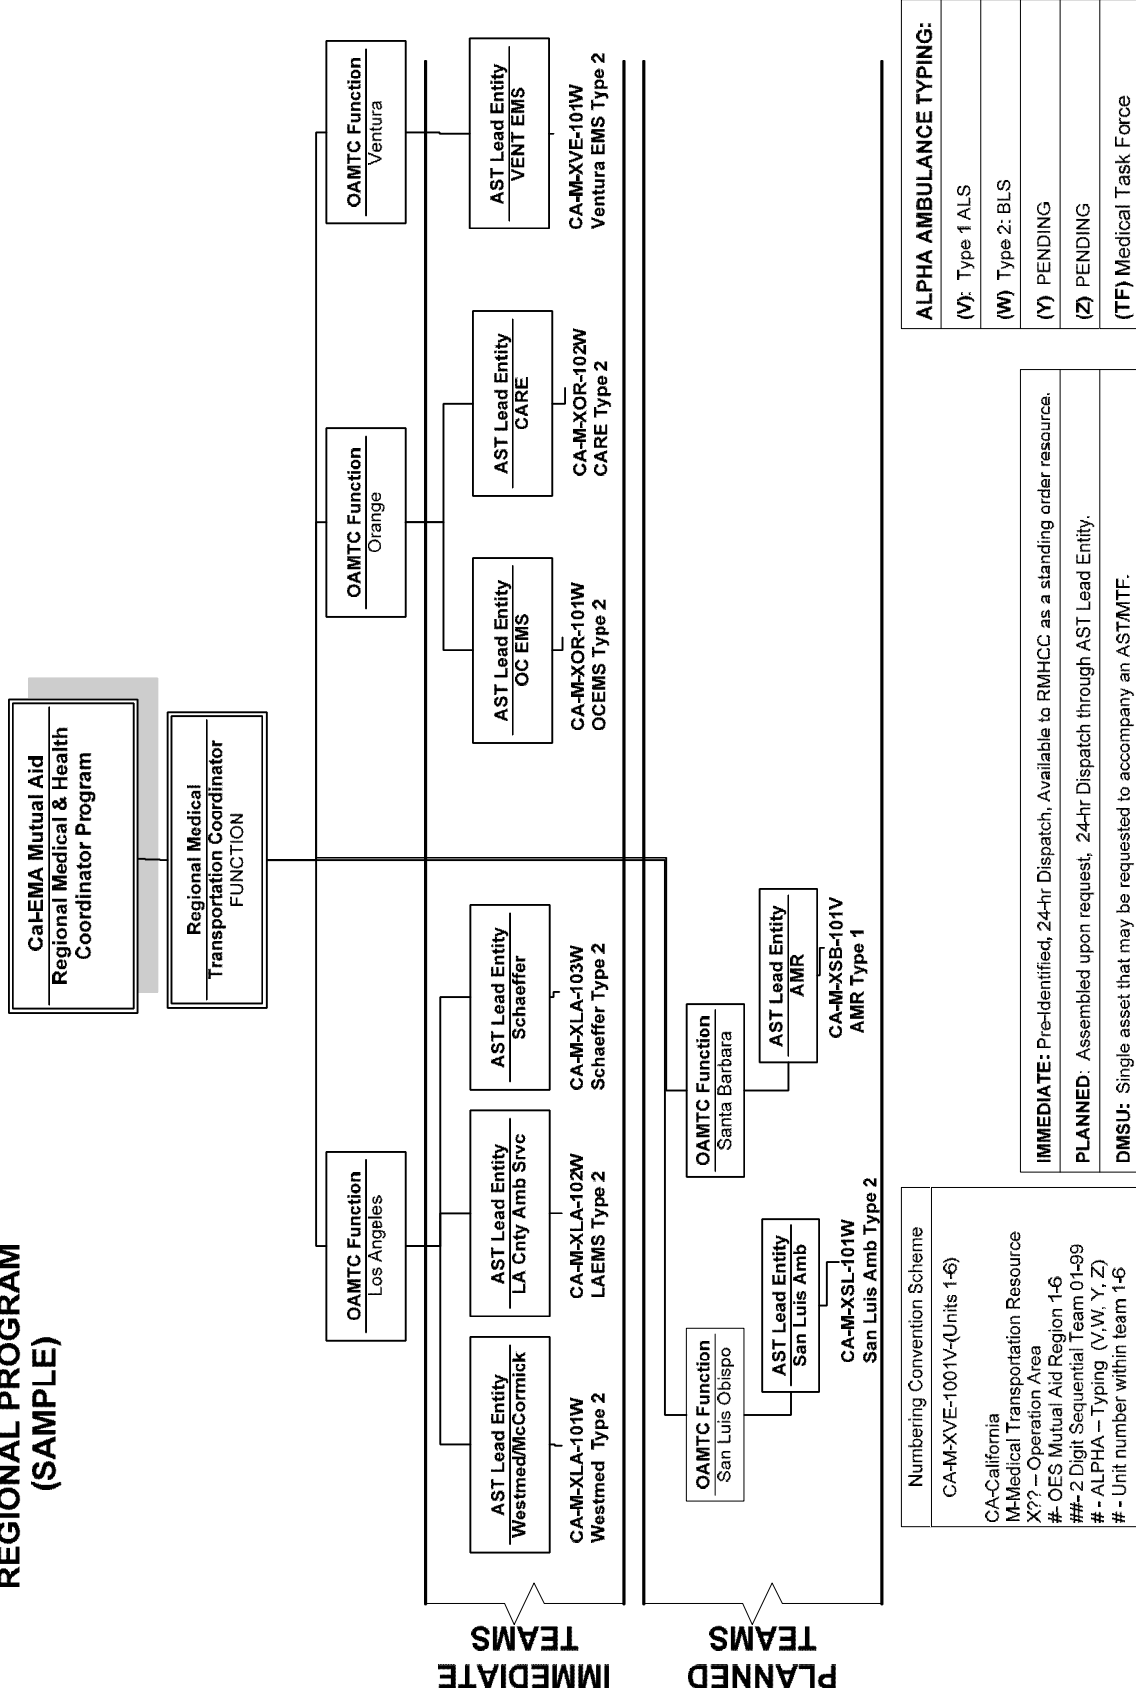 REGIONAL PROGRAM
(SAMPLE)
Cal-EMA Mutual Aid
Regional Medical & Health
Coordinator Program
Regional Medical
Transportation Coordinator
FUNCTION
OAMTC Function
Los Angeles
OAMTC Function
Orange
OAMTC Function
Ventura
IMMEDIATE
TEAMS
AST Lead Entity
Westmed/McCormick
CA-M-XLA-101W
Westmed Type 2
AST Lead Entity
LA Cnty Amb Srvc
CA-M-XLA-102W
LAEMS Type 2
AST Lead Entity
Schaeffer
CA-M-XLA-103W
Schaeffer Type 2
AST Lead Entity
OC EMS
CA-M-XOR-101W
OCEMS Type 2
AST Lead Entity
CARE
CA-M-XOR-102W
CARE Type 2
AST Lead Entity
VENT EMS
CA-M-XVE-101W
Ventura EMS Type 2
PLANNED
TEAMS
OAMTC Function
San Luis Obispo
AST Lead Entity
San Luis Amb
CA-M-XSL-101W
San Luis Amb Type 2
OAMTC Function
Santa Barbara
AST Lead Entity
AMR
CA-M-XSB-101V
AMR Type 1
Numbering Convention Scheme
CA-M-XVE-1001V-(Units 1-6)
CA-California
M-Medical Transportation Resource
X?? – Operation Area
#- OES Mutual Aid Region 1-6
##- 2 Digit Sequential Team 01-99
# - ALPHA – Typing (V,W, Y, Z)
# - Unit number within team 1-6
IMMEDIATE: Pre-Identified, 24-hr Dispatch, Available to RMHCC as a standing order resource.
PLANNED: Assembled upon request, 24-hr Dispatch through AST Lead Entity.
DMSU: Single asset that may be requested to accompany an AST/MTF.
ALPHA AMBULANCE TYPING:
(V): Type 1 ALS
(W) Type 2: BLS
(Y) PENDING
(Z) PENDING
(TF) Medical Task Force